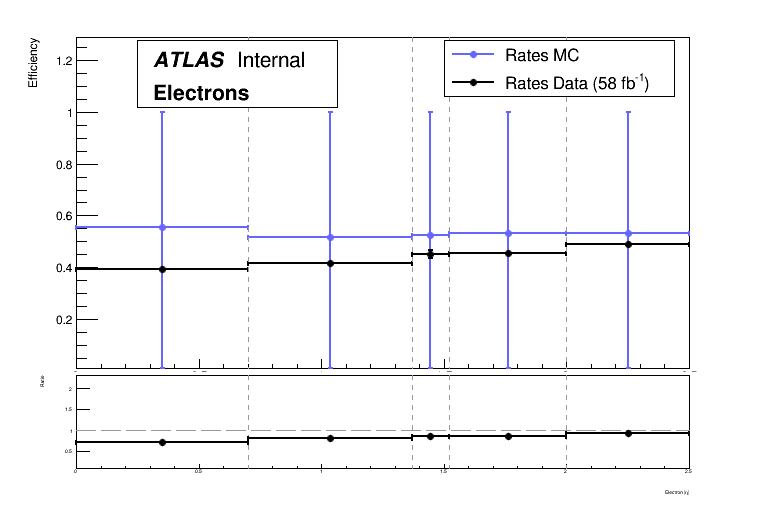 Efficiency
ATLAS Internal
Electrons
Rates MC
Rates Data (58 fb-1)
1.2
1
0.8
0.6
0.4
0.2
Ratio
2
1.5
1
0.5
0 0.5 1 1.5 2 2.5
Electron |η|